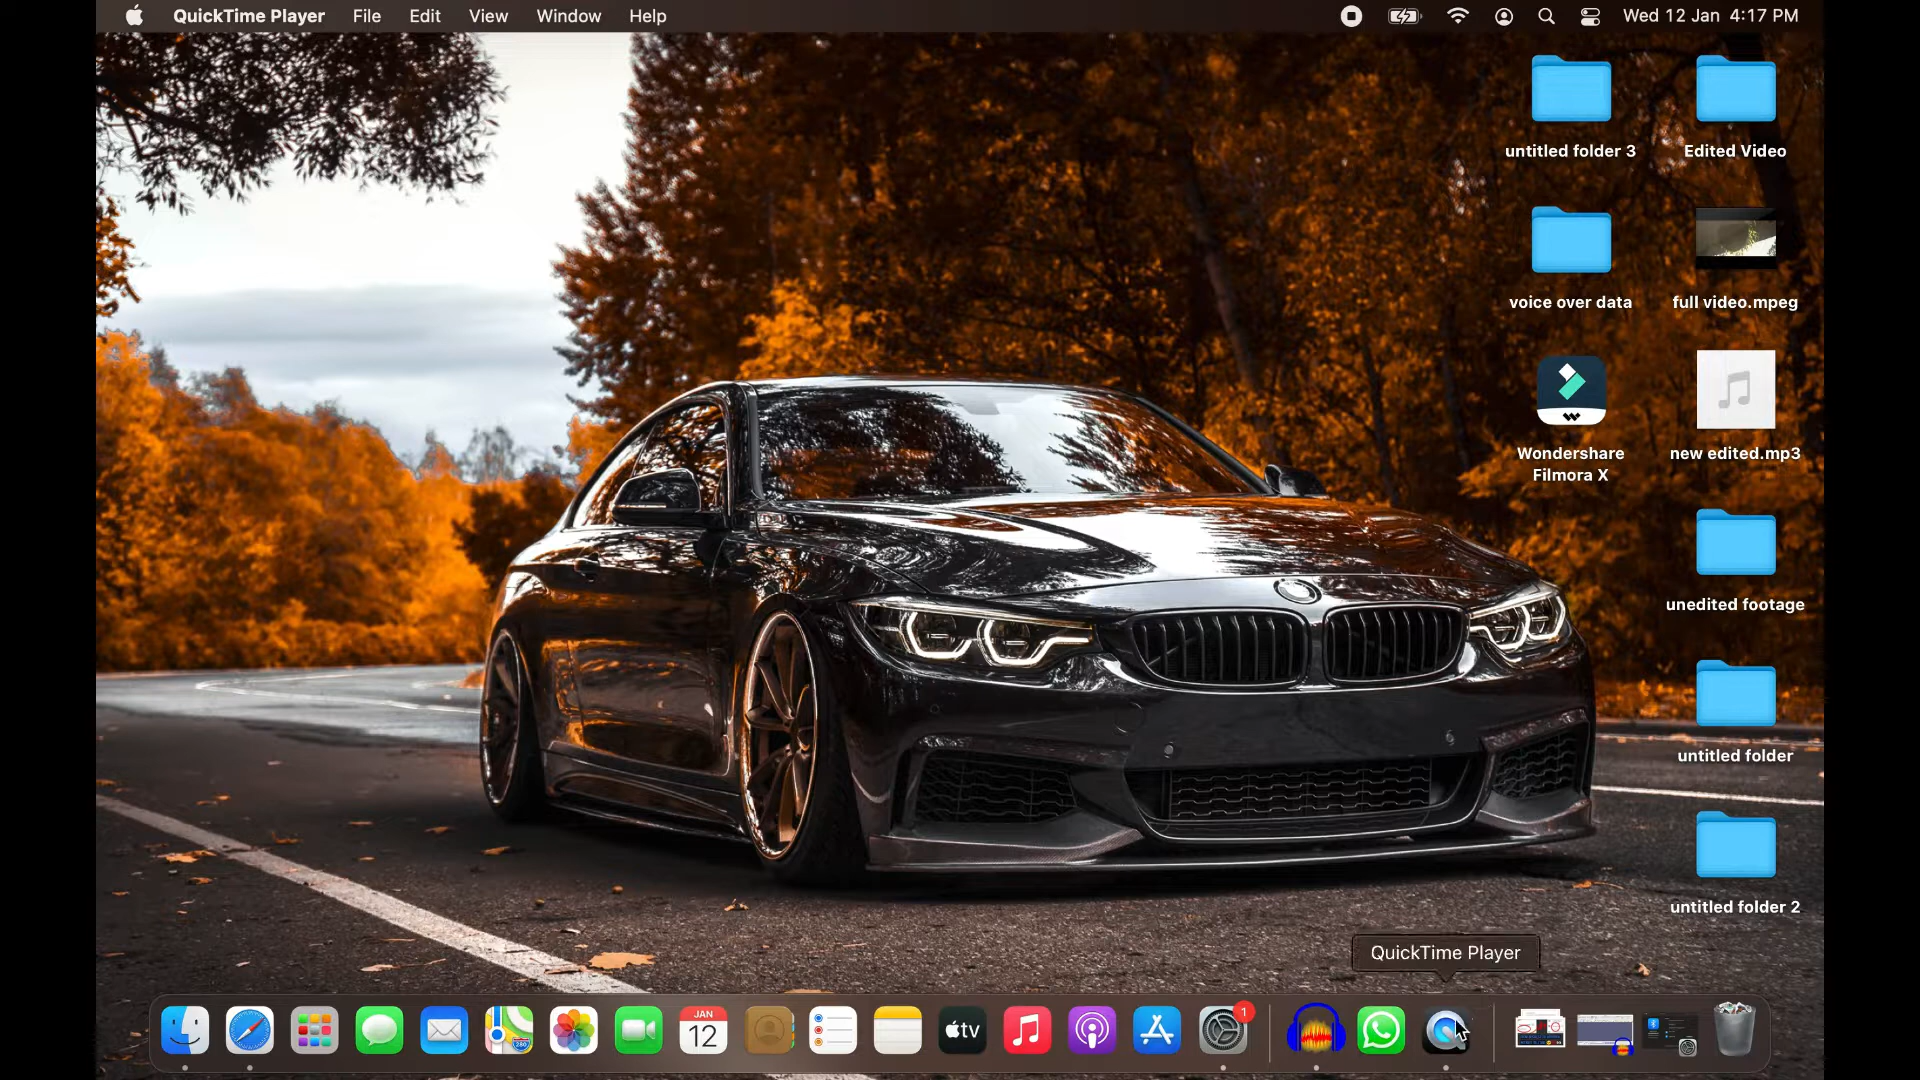 QuickTime Player File Edit View Window Help Wed 12 Jan 4:17 PM
untitled folder 3
Edited Video
voice over data
full video.mpeg
Wondershare
Filmora X
new edited.mp3
unedited footage
untitled folder
untitled folder 2
QuickTime Player
JAN
12
280
tv
1